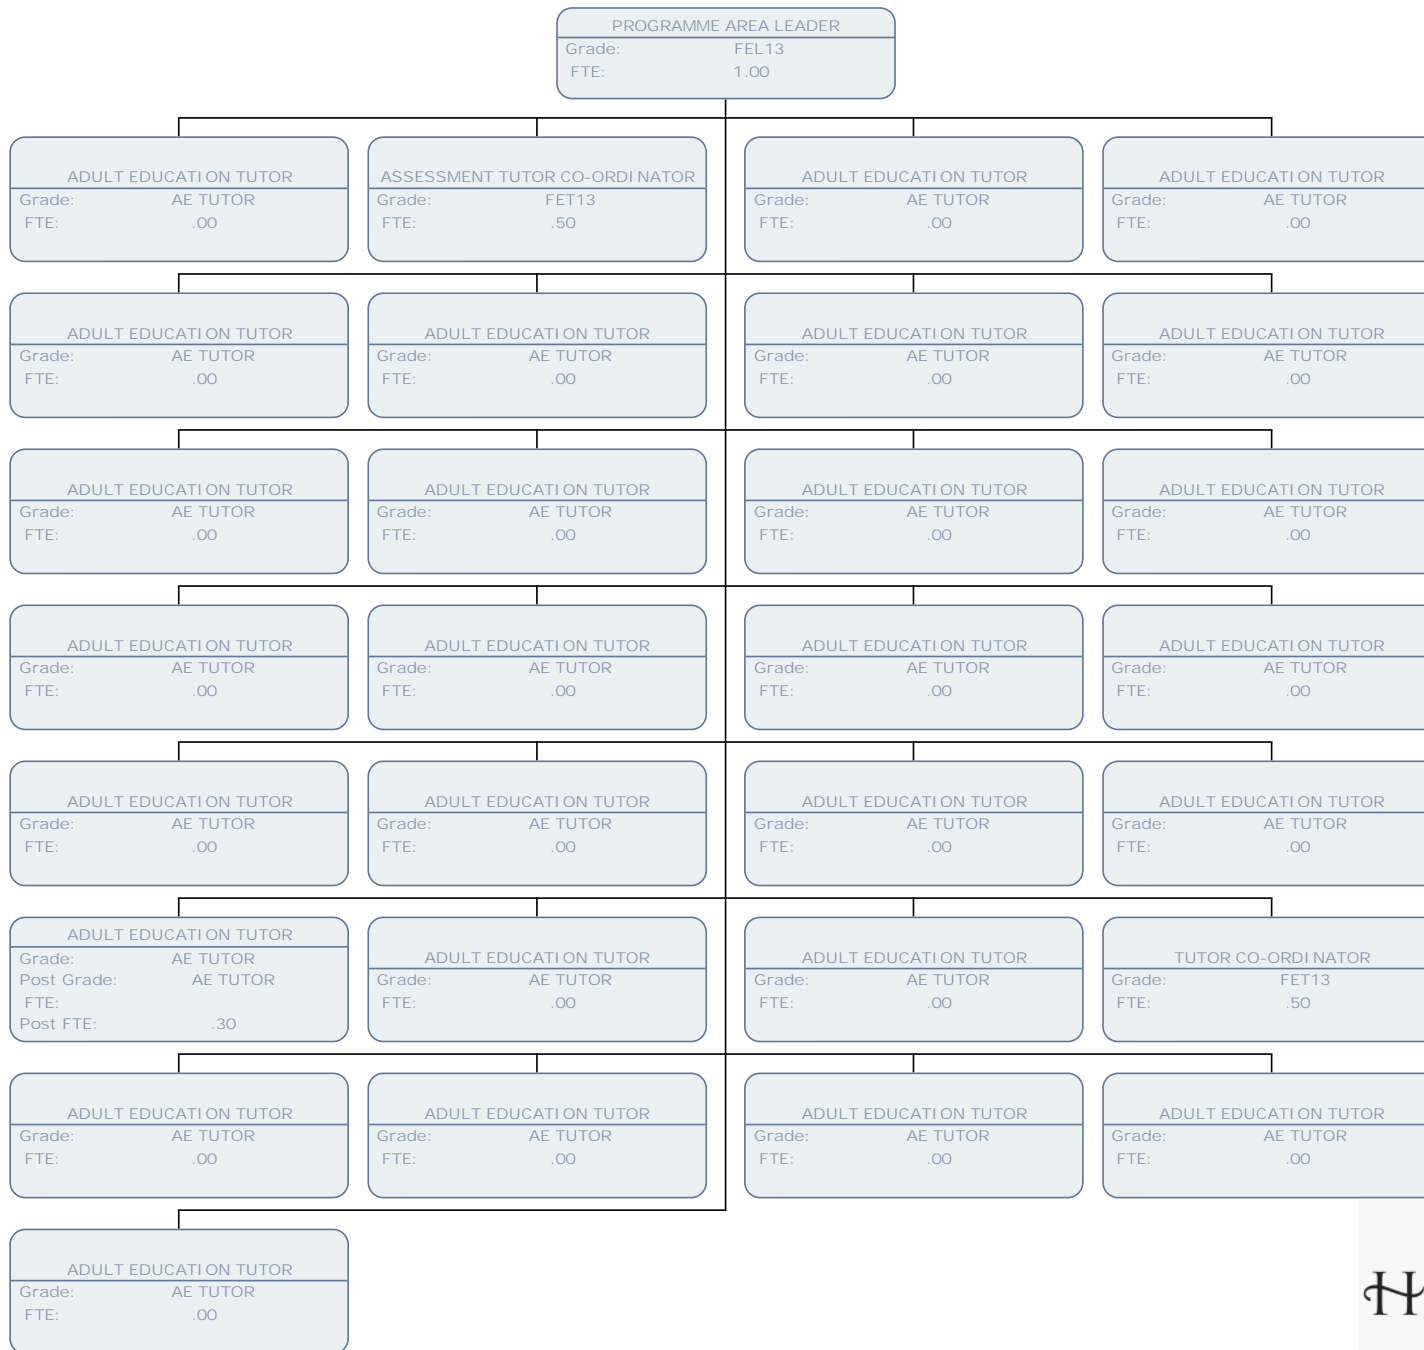 PROGRAMME AREA LEADER
Grade: FEL13
FTE: 1.00
ADULT EDUCATION TUTOR
Grade: AE TUTOR
FTE: .00
ASSESSMENT TUTOR CO-ORDINATOR
Grade: FET13
FTE: .50
ADULT EDUCATION TUTOR
Grade: AE TUTOR
FTE: .00
ADULT EDUCATION TUTOR
Grade: AE TUTOR
FTE: .00
ADULT EDUCATION TUTOR
Grade: AE TUTOR
FTE: .00
ADULT EDUCATION TUTOR
Grade: AE TUTOR
FTE: .00
ADULT EDUCATION TUTOR
Grade: AE TUTOR
FTE: .00
ADULT EDUCATION TUTOR
Grade: AE TUTOR
FTE: .00
ADULT EDUCATION TUTOR
Grade: AE TUTOR
FTE: .00
ADULT EDUCATION TUTOR
Grade: AE TUTOR
FTE: .00
ADULT EDUCATION TUTOR
Grade: AE TUTOR
FTE: .00
ADULT EDUCATION TUTOR
Grade: AE TUTOR
FTE: .00
ADULT EDUCATION TUTOR
Grade: AE TUTOR
FTE: .00
ADULT EDUCATION TUTOR
Grade: AE TUTOR
FTE: .00
ADULT EDUCATION TUTOR
Grade: AE TUTOR
FTE: .00
ADULT EDUCATION TUTOR
Grade: AE TUTOR
FTE: .00
ADULT EDUCATION TUTOR
Grade: AE TUTOR
FTE: .00
ADULT EDUCATION TUTOR
Grade: AE TUTOR
FTE: .00
ADULT EDUCATION TUTOR
Grade: AE TUTOR
FTE: .00
ADULT EDUCATION TUTOR
Grade: AE TUTOR
FTE: .00
ADULT EDUCATION TUTOR
Grade: AE TUTOR
Post Grade: AE TUTOR
FTE:
Post FTE: .30
ADULT EDUCATION TUTOR
Grade: AE TUTOR
FTE: .00
ADULT EDUCATION TUTOR
Grade: AE TUTOR
FTE: .00
TUTOR CO-ORDINATOR
Grade: FET13
FTE: .50
ADULT EDUCATION TUTOR
Grade: AE TUTOR
FTE: .00
ADULT EDUCATION TUTOR
Grade: AE TUTOR
FTE: .00
ADULT EDUCATION TUTOR
Grade: AE TUTOR
FTE: .00
ADULT EDUCATION TUTOR
Grade: AE TUTOR
FTE: .00
ADULT EDUCATION TUTOR
Grade: AE TUTOR
FTE: .00
H